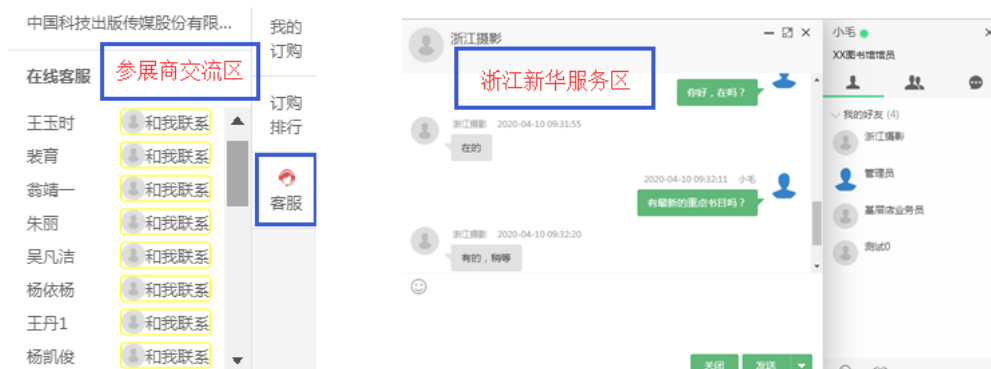 中国科技出版传媒股份有限...
在线客服
参展商交流区
王玉时
和我联系
裴育
和我联系
翁靖一
和我联系
朱丽
和我联系
吴凡洁
和我联系
杨依杨
和我联系
王丹1
和我联系
杨凯俊
和我联系
我的
订购
订购
排行
客服
浙江摄影
浙江新华服务区
你好，在吗？
浙江摄影 2020-04-10 09:31:55
在的
2020-04-10 09:32:11 小毛
有最新的重点书目吗？
浙江摄影 2020-04-10 09:32:20
有的，稍等
关闭
发送
小毛
XX图书馆馆员
我的好友 (4)
浙江摄影
管理员
基层店业务员
测试0